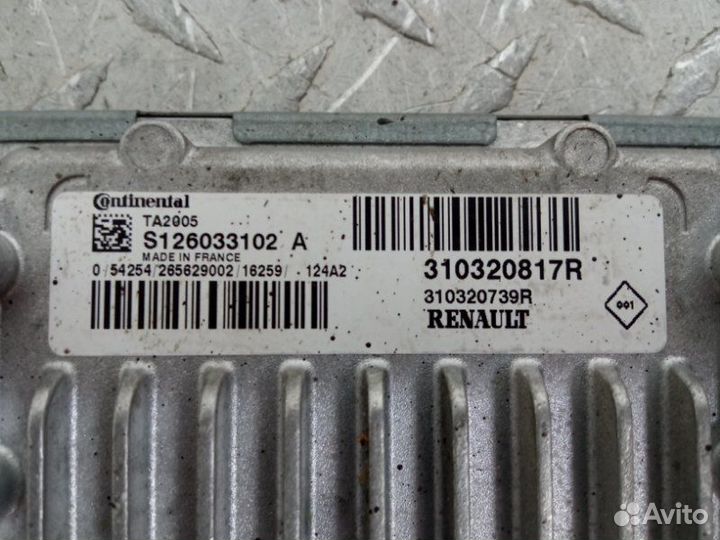 Continental
TA2005
S126033102 A
MADE IN FRANCE
0 54254/265629002/16259/ 124A2
310320817R
310320739R
RENAULT
001
Avito